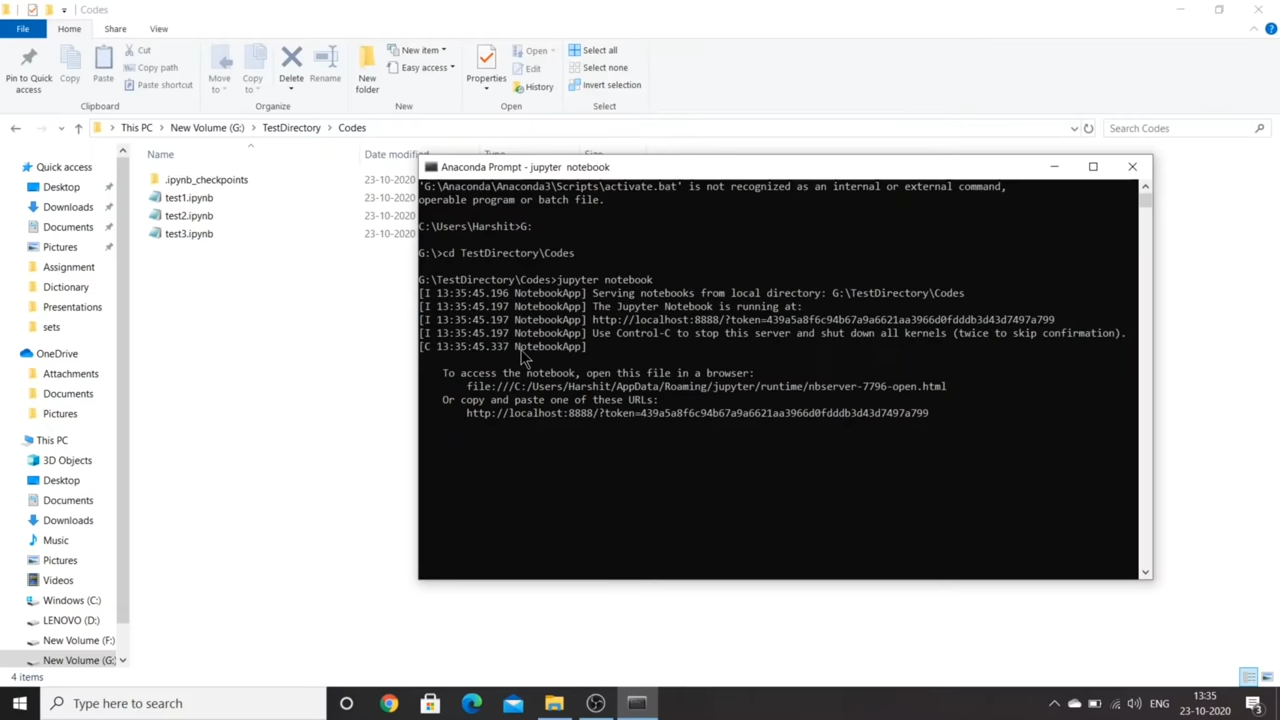 Codes
File
Home
Share
View
Pin to Quick access
Copy
Paste
Cut
Copy path
Paste shortcut
Clipboard
Move to
Copy to
Delete
Rename
Organize
New folder
New item
Easy access
New
Properties
Open
Edit
History
Open
Select all
Select none
Invert selection
Select
This PC
New Volume (G:)
TestDirectory
Codes
Search Codes
Quick access
Desktop
Downloads
Documents
Pictures
Assignment
Dictionary
Presentations
sets
OneDrive
Attachments
Documents
Pictures
This PC
3D Objects
Desktop
Documents
Downloads
Music
Pictures
Videos
Windows (C:)
LENOVO (D:)
New Volume (F:)
New Volume (G:)
4 items
Name
Date modified
.ipynb_checkpoints
23-10-2020
test1.ipynb
23-10-2020
test2.ipynb
23-10-2020
test3.ipynb
23-10-2020
Anaconda Prompt - jupyter notebook
'G:\Anaconda\Anaconda3\Scripts\activate.bat' is not recognized as an internal or external command,
operable program or batch file.
C:\Users\Harshit>G:
G:\>cd TestDirectory\Codes
G:\TestDirectory\Codes>jupyter notebook
[I 13:35:45.196 NotebookApp] Serving notebooks from local directory: G:\TestDirectory\Codes
[I 13:35:45.197 NotebookApp] The Jupyter Notebook is running at:
[I 13:35:45.197 NotebookApp] http://localhost:8888/?token=439a5a8f6c94b67a9a6621aa3966d0fdddb3d43d7497a799
[I 13:35:45.197 NotebookApp] Use Control-C to stop this server and shut down all kernels (twice to skip confirmation).
[C 13:35:45.337 NotebookApp]
To access the notebook, open this file in a browser:
file:///C:/Users/Harshit/AppData/Roaming/jupyter/runtime/nbserver-7796-open.html
Or copy and paste one of these URLs:
http://localhost:8888/?token=439a5a8f6c94b67a9a6621aa3966d0fdddb3d43d7497a799
Type here to search
ENG
13:35
23-10-2020
3